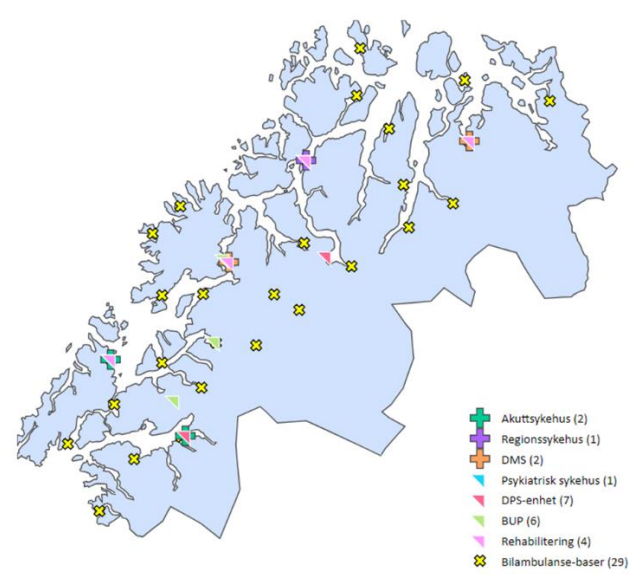 Akuttsykehus (2)
Regionssykehus (1)
DMS (2)
Psykiatrisk sykehus (1)
DPS-enhet (7)
BUP (6)
Rehabilitering (4)
Bilambulanse-baser (29)